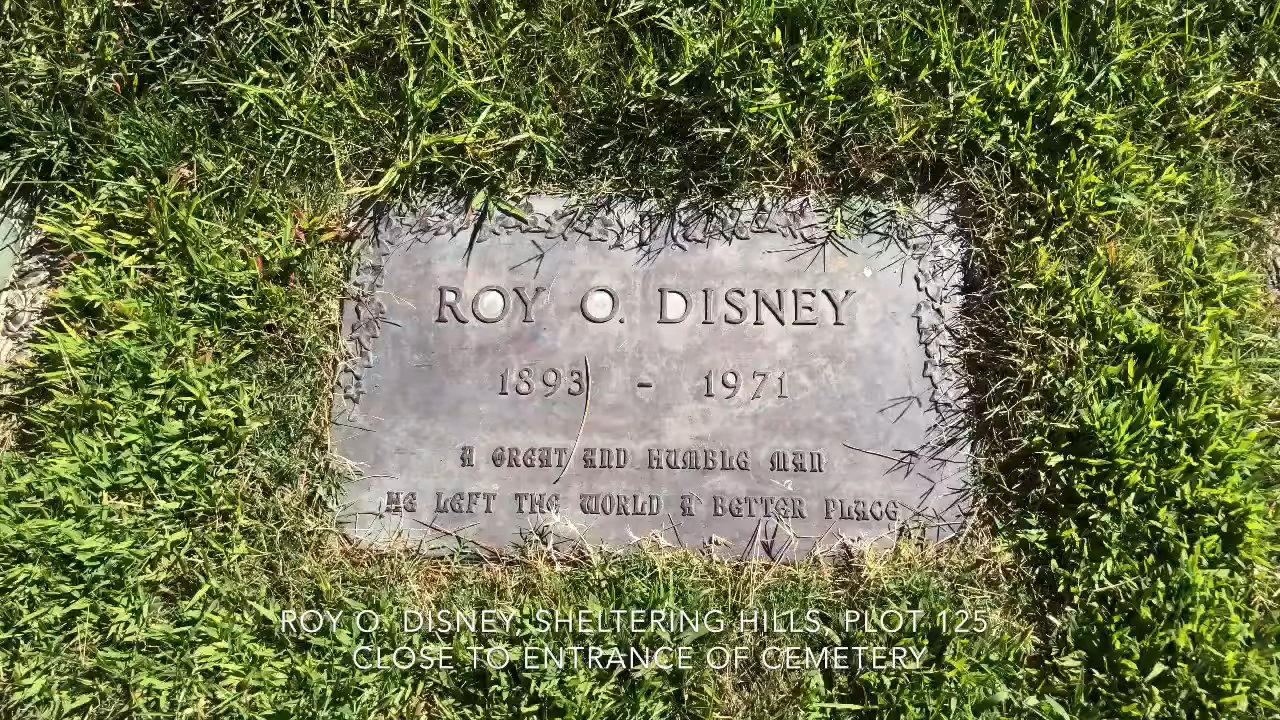 ROY O. DISNEY
1893 - 1971
A GREAT AND HUMBLE MAN
HE LEFT THE WORLD A BETTER PLACE
ROY O. DISNEY, SHELTERING HILLS, PLOT 125
CLOSE TO ENTRANCE OF CEMETERY